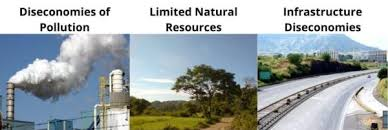 Diseconomies of
Pollution
Limited Natural
Resources
Infrastructure
Diseconomies